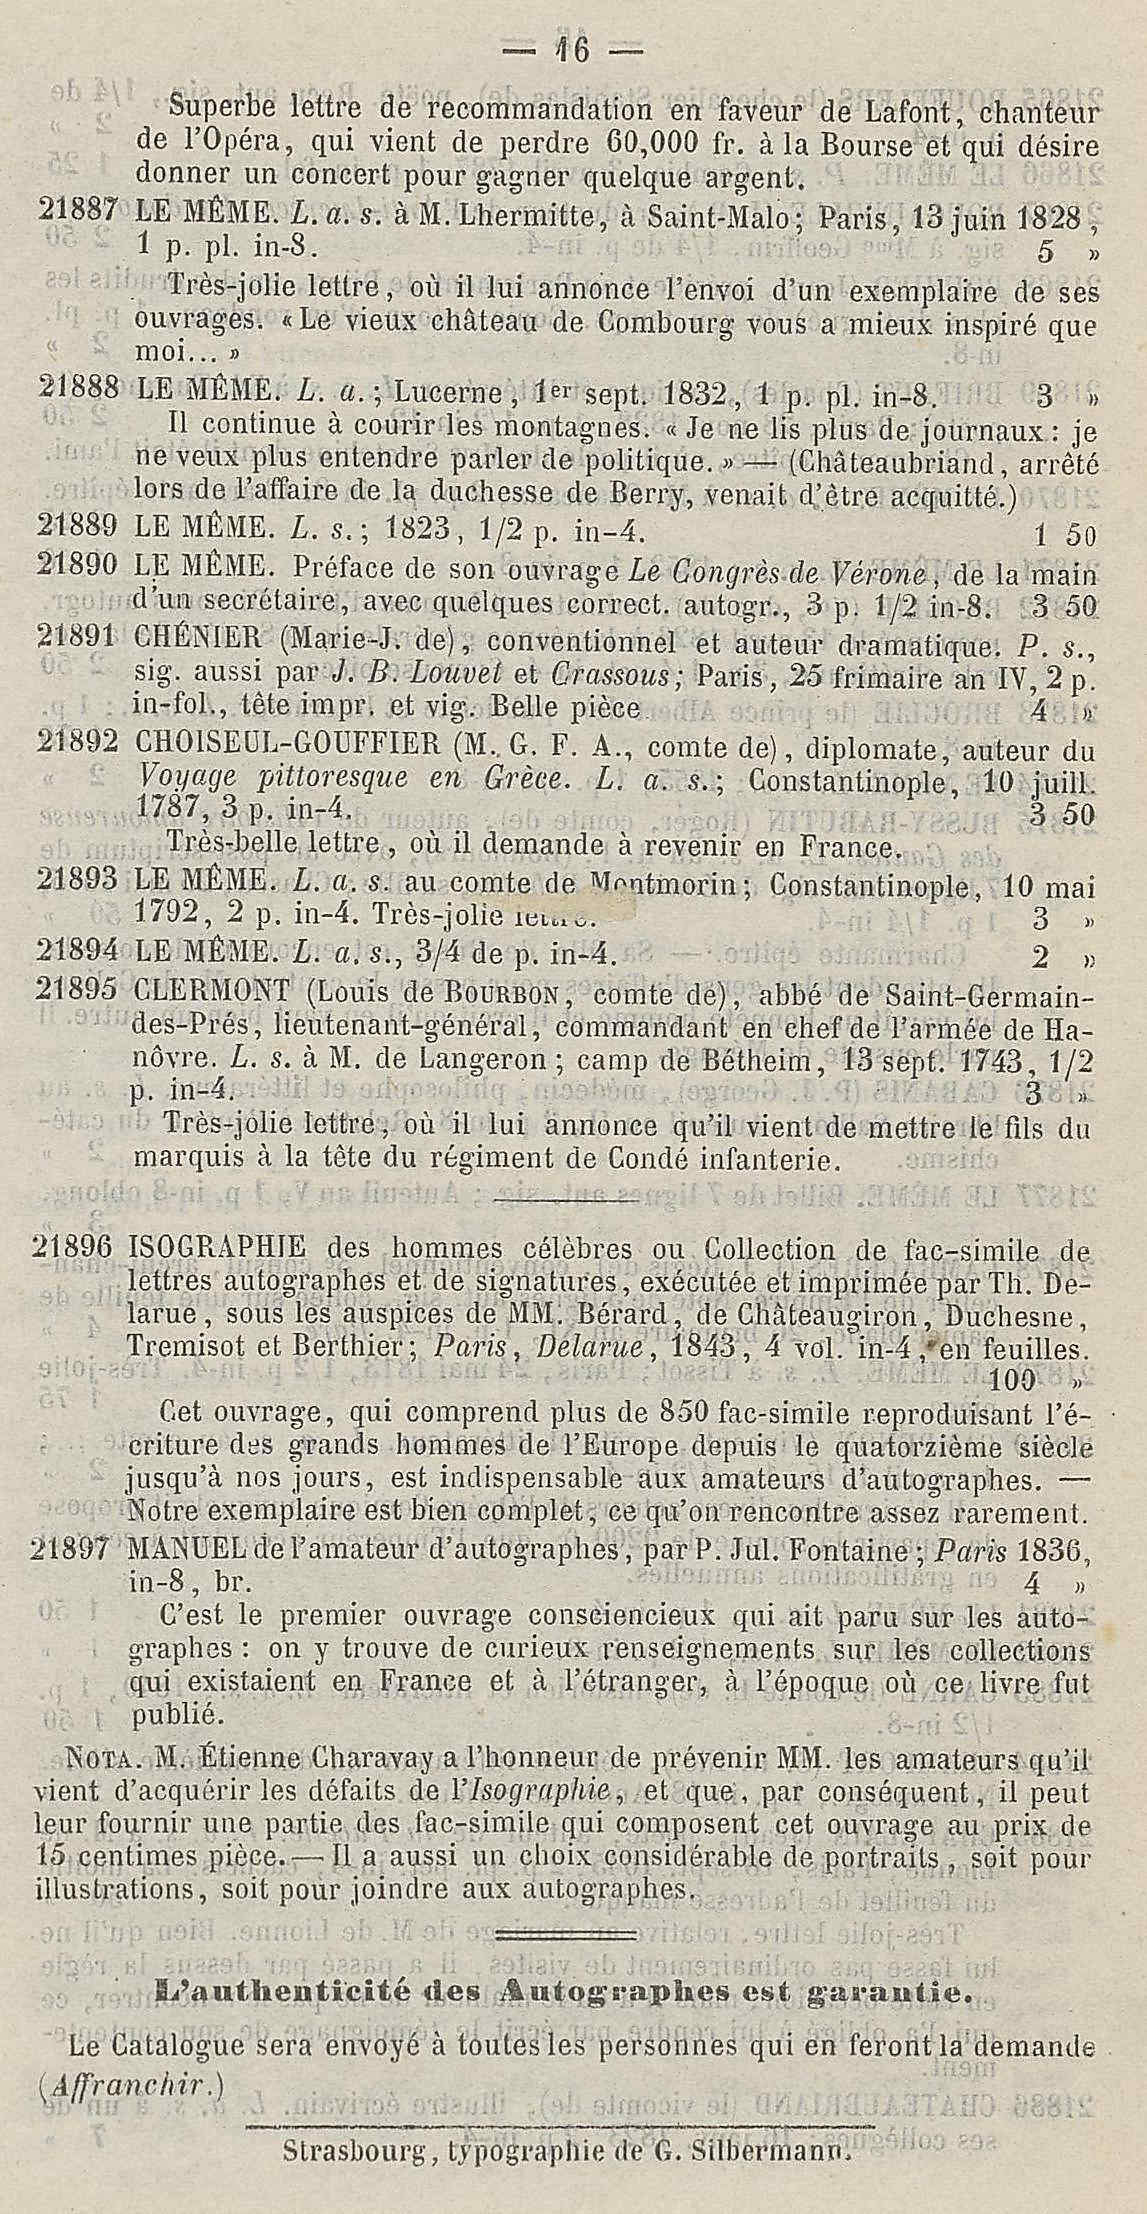 — 16 —
Superbe lettre de recommandation en faveur de Lafont, chanteur
de l'Opéra, qui vient de perdre 60,000 fr. à la Bourse et qui désire
donner un concert pour gagner quelque argent.
21887 LE MÊME. L. a. s. à M. Lhermitte, à Saint-Malo; Paris, 13 juin 1828,
1 p. pl. in-8. 5 »
Très-jolie lettre, où il lui annonce l'envoi d'un exemplaire de ses
ouvrages. «Le vieux château de Combourg vous a mieux inspiré que
moi... »
21888 LE MÊME. L. a.; Lucerne, 1er sept. 1832, 1 p. pl. in-8. 3 »
Il continue à courir les montagnes. « Je ne lis plus de journaux: je
ne veux plus entendre parler de politique. » — (Châteaubriand, arrêté
lors de l'affaire de la duchesse de Berry, venait d'être acquitté.)
21889 LE MÊME. L. s.; 1823, 1/2 p. in-4. 1 50
21890 LE MÊME. Préface de son ouvrage Le Congrès de Vérone, de la main
d'un secrétaire, avec quelques correct. autogr., 3 p. 1/2 in-8. 3 50
21891 CHÉNIER (Marie-J. de), conventionnel et auteur dramatique. P. s.,
sig. aussi par J. B. Louvet et Crassous; Paris, 25 frimaire an IV, 2 p.
in-fol., tête impr. et vig. Belle pièce 4 »
21892 CHOISEUL-GOUFFIER (M. G. F. A., comte de), diplomate, auteur du
Voyage pittoresque en Grèce. L. a. s.; Constantinople, 10 juill.
1787, 3 p. in-4. 3 50
Très-belle lettre, où il demande à revenir en France.
21893 LE MÊME. L. a. s. au comte de Montmorin; Constantinople, 10 mai
1792, 2 p. in-4. Très-jolie lettre. 3 »
21894 LE MÊME. L. a. s., 3/4 de p. in-4. 2 »
21895 CLERMONT (Louis de BOURBON, comte de), abbé de Saint-Germain-
des-Prés, lieutenant-général, commandant en chef de l'armée de Ha-
nôvre. L. s. à M. de Langeron; camp de Bétheim, 13 sept. 1743, 1/2
p. in-4. 3 »
Très-jolie lettre, où il lui annonce qu'il vient de mettre le fils du
marquis à la tête du régiment de Condé infanterie.
21896 ISOGRAPHIE des hommes célèbres ou Collection de fac-simile de
lettres autographes et de signatures, exécutée et imprimée par Th. De-
larue, sous les auspices de MM. Bérard, de Châteaugiron, Duchesne,
Tremisot et Berthier; Paris, Delarue, 1843, 4 vol. in-4, en feuilles.
100 »
Cet ouvrage, qui comprend plus de 850 fac-simile reproduisant l'é-
criture des grands hommes de l'Europe depuis le quatorzième siècle
jusqu'à nos jours, est indispensable aux amateurs d'autographes. —
Notre exemplaire est bien complet, ce qu'on rencontre assez rarement.
21897 MANUEL de l'amateur d'autographes, par P. Jul. Fontaine; Paris 1836,
in-8, br. 4 »
C'est le premier ouvrage consciencieux qui ait paru sur les auto-
graphes: on y trouve de curieux renseignements sur les collections
qui existaient en France et à l'étranger, à l'époque où ce livre fut
publié.
NOTA. M. Étienne Charavay a l'honneur de prévenir MM. les amateurs qu'il
vient d'acquérir les défaits de l'Isographie, et que, par conséquent, il peut
leur fournir une partie des fac-simile qui composent cet ouvrage au prix de
15 centimes pièce. — Il a aussi un choix considérable de portraits, soit pour
illustrations, soit pour joindre aux autographes.
L'authenticité des Autographes est garantie.
Le Catalogue sera envoyé à toutes les personnes qui en feront la demande
(Affranchir.)
Strasbourg, typographie de G. Silbermann.